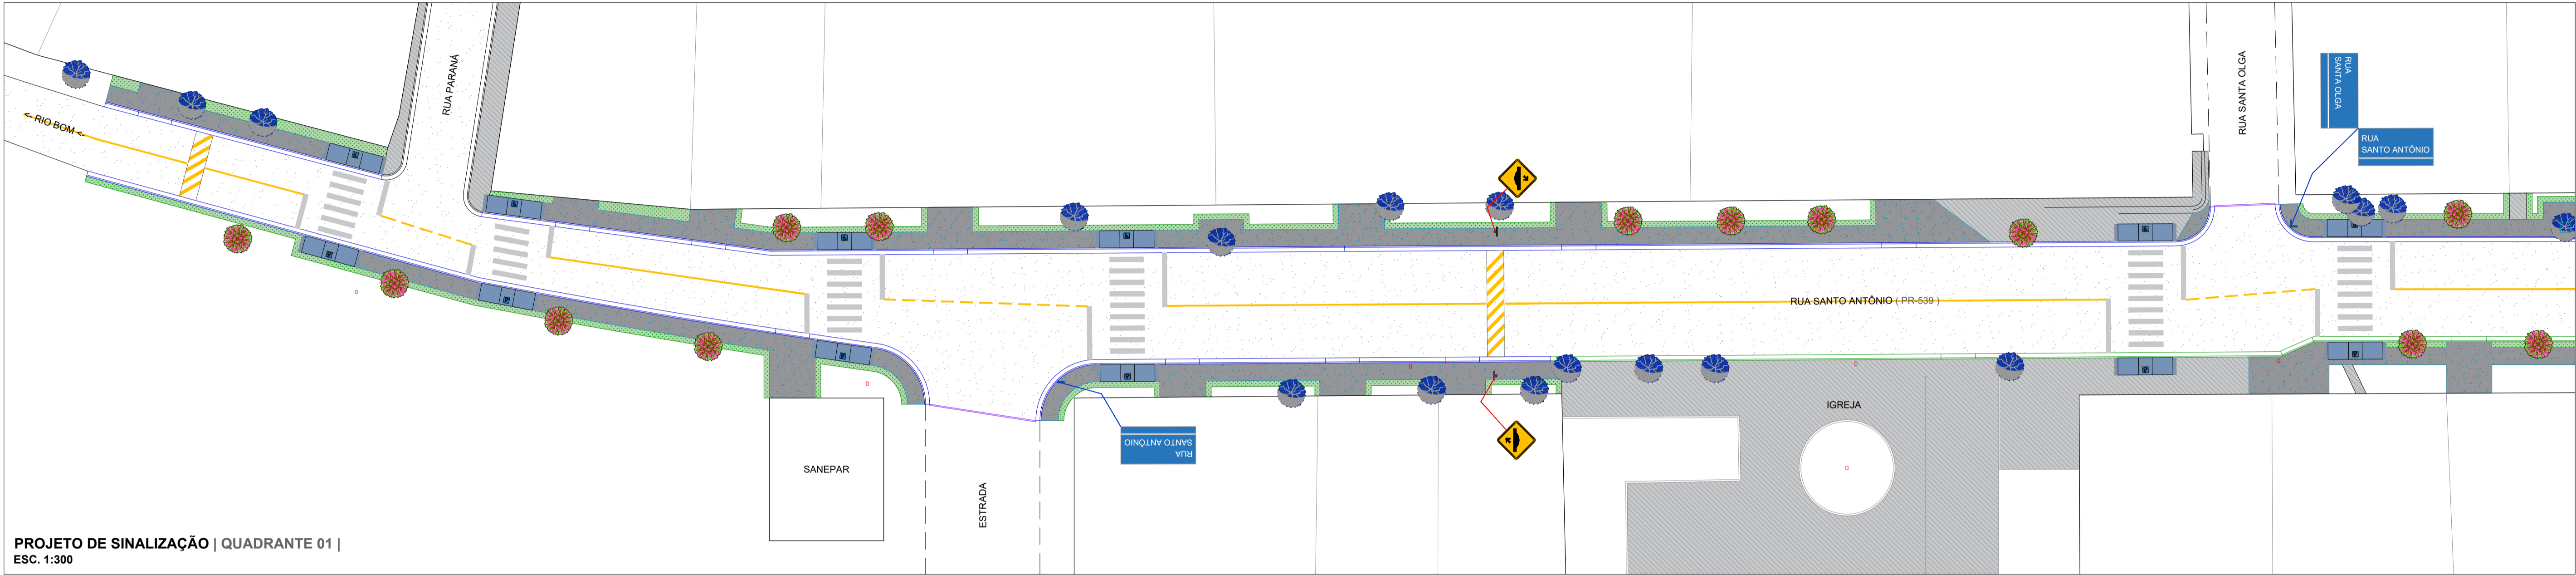 <- RIO BOM <-
RUA PARANÁ
RUA SANTA OLGA
RUA
SANTA OLGA
RUA
SANTO ANTÔNIO
RUA SANTO ANTÔNIO ( PR-539 )
IGREJA
RUA
SANTO ANTÔNIO
SANEPAR
ESTRADA
PROJETO DE SINALIZAÇÃO | QUADRANTE 01 |
ESC. 1:300